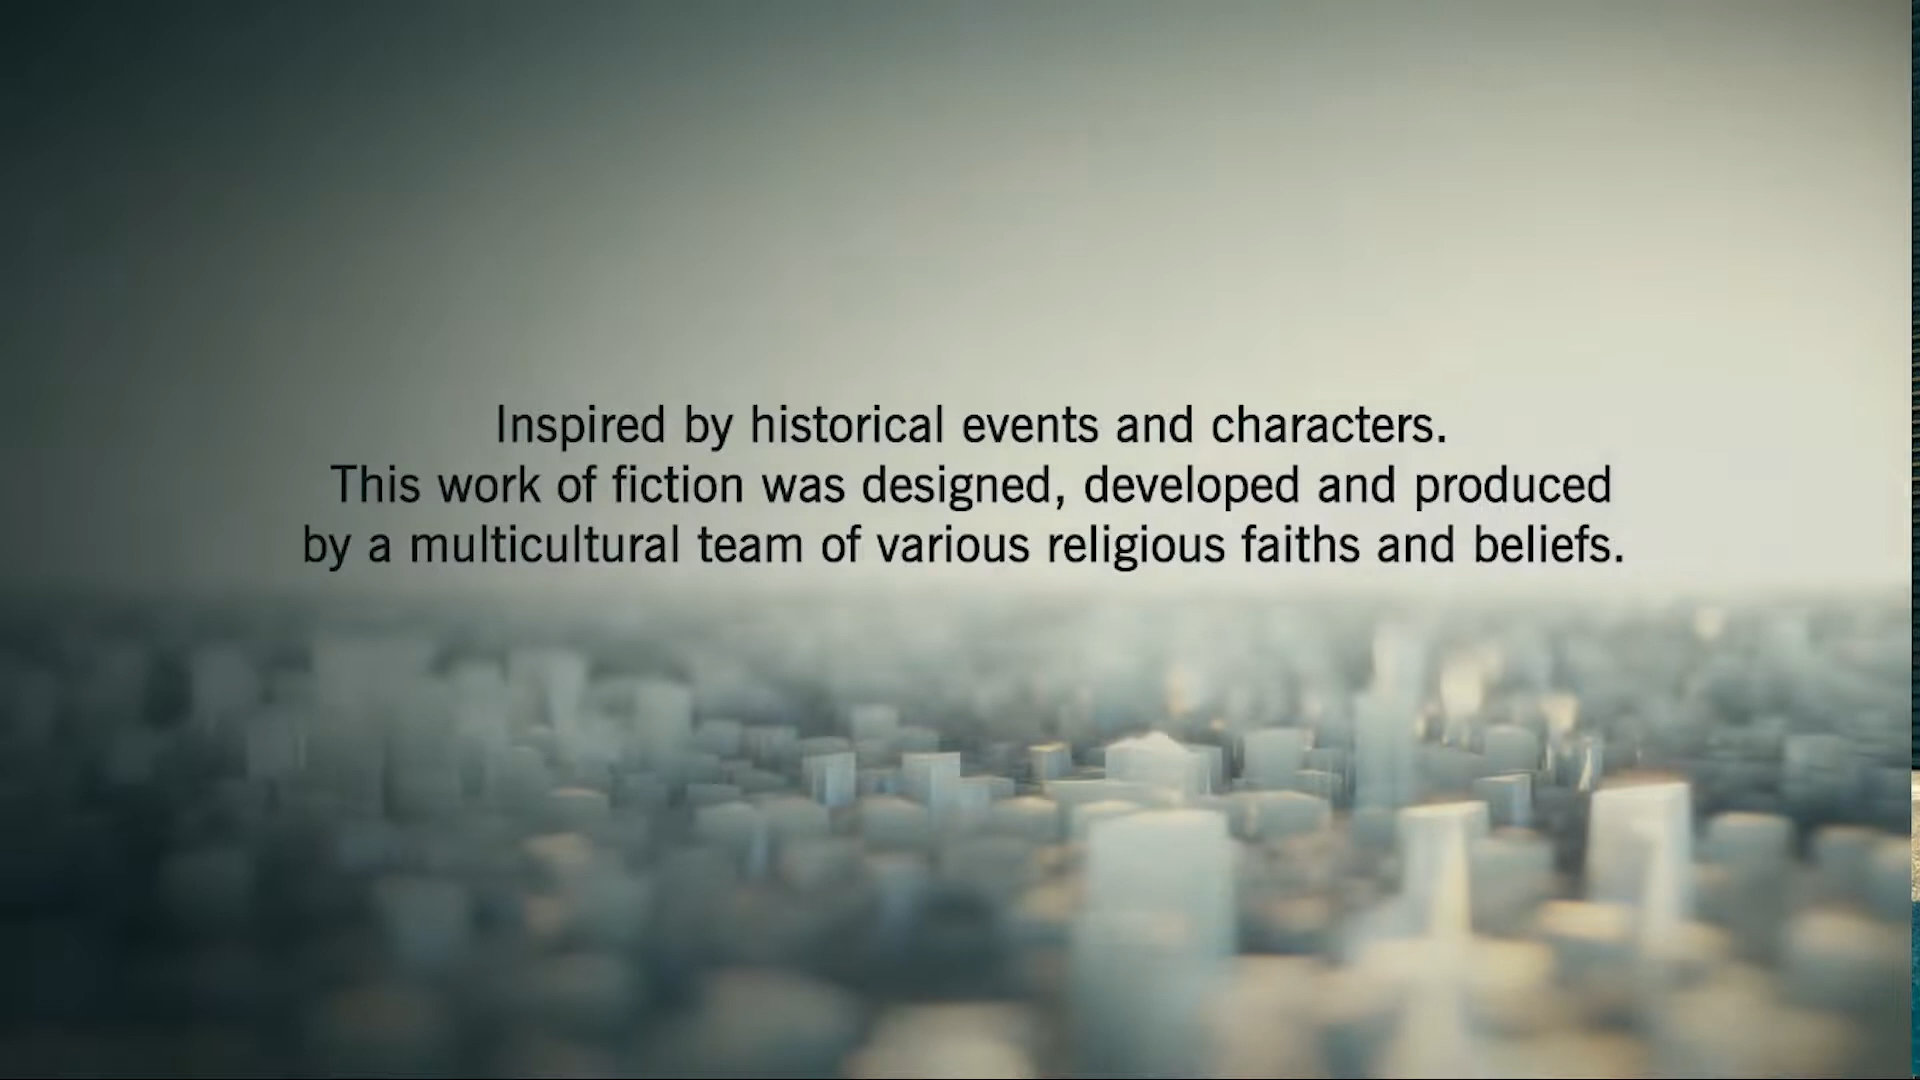 Inspired by historical events and characters.
This work of fiction was designed, developed and produced
by a multicultural team of various religious faiths and beliefs.